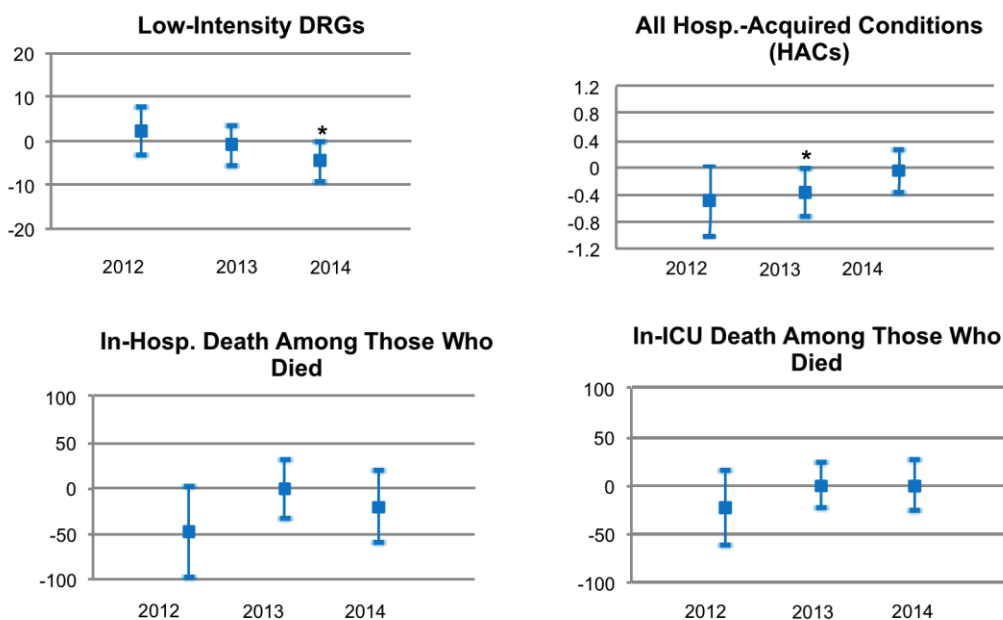 Low-Intensity DRGs
20
10
0
-10
-20
*
2012 2013 2014
All Hosp.-Acquired Conditions
(HACs)
1.2
0.8
0.4
0
-0.4
-0.8
-1.2
*
2012 2013 2014
In-Hosp. Death Among Those Who
Died
100
50
0
-50
-100
2012 2013 2014
In-ICU Death Among Those Who
Died
100
50
0
-50
-100
2012 2013 2014